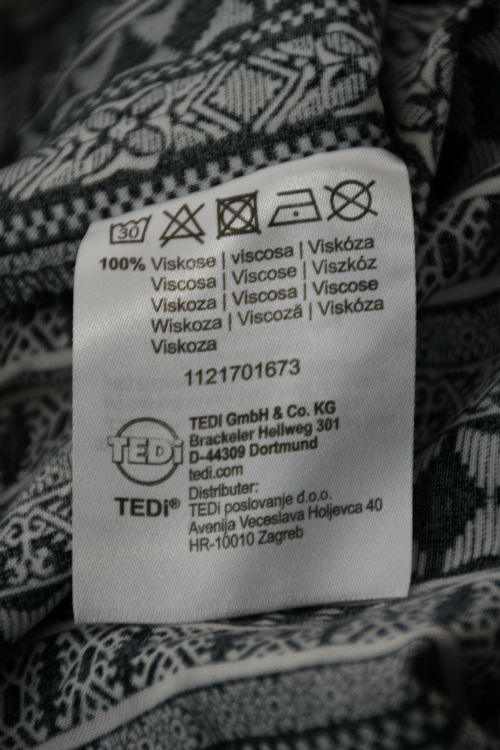 30
100% Viskose | viscosa | Viskóza
Viscosa | Viscose | Viszkóz
Viskoza | Viscosa | Viscose
Wiskoza | Viscoză | Viskóza
Viskoza
1121701673
TEDi
TEDi®
TEDI GmbH & Co. KG
Brackeler Hellweg 301
D-44309 Dortmund
tedi.com
Distributer:
TEDi poslovanje d.o.o.
Avenija Veceslava Holjevca 40
HR-10010 Zagreb